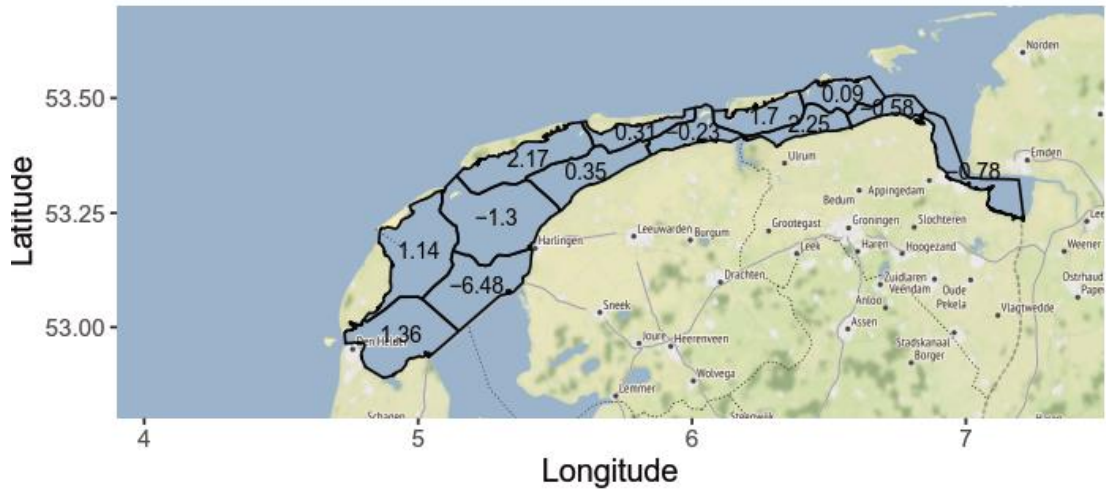 Norden
53.50
0.09
−0.58
1.7
2.25
0.31
−0.23
Emden
2.17
0.35
Ulrum
−0.78
Appingedam
Bedum
53.25
−1.3
Lee
Grootegast
Groningen
Slochteren
Leeuwarden
Burgum
Harlingen
Leek
Haren
Hoogezand
Weener
1.14
−6.48
Drachten
Zuidlaren
Veendam
Oude
Pekela
Ostrhaud
Pape
Anloo
Sneek
Vlagtwedde
53.00
1.36
Den Helder
Joure
Heerenveen
Assen
Stadskanaal
Borger
Wolvega
Lemmer
Schagen
Steenwijk
4
5
6
7
Longitude
Latitude